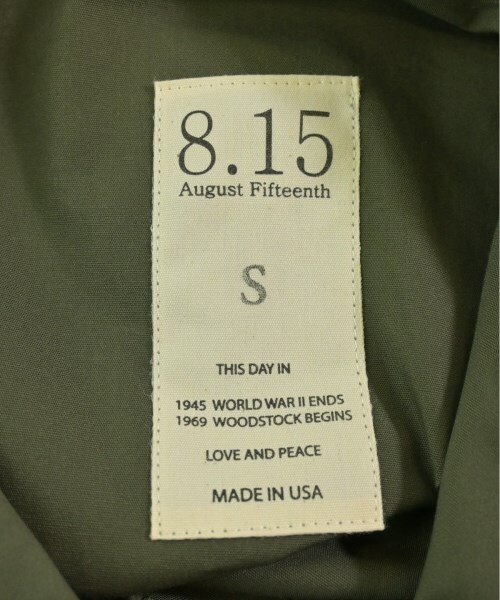 8.15
August Fifteenth
S
THIS DAY IN
1945 WORLD WAR II ENDS
1969 WOODSTOCK BEGINS
LOVE AND PEACE
MADE IN USA